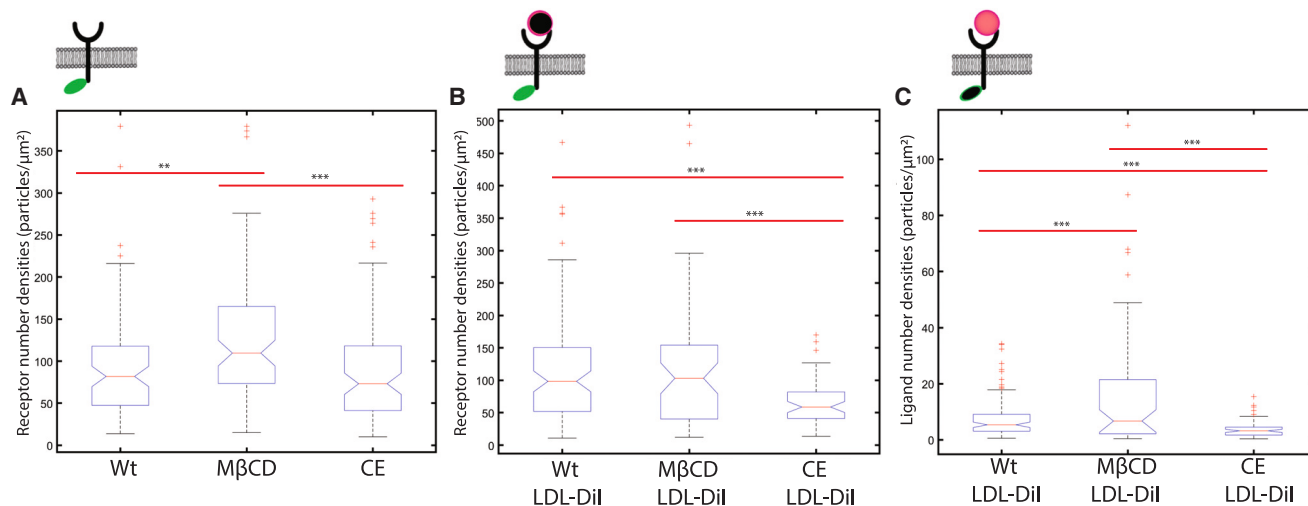 A
Receptor number densities (particles/µm²)
350
300
250
200
150
100
50
0
**
***
Wt
MβCD
CE
B
Receptor number densities (particles/µm²)
500
450
400
350
300
250
200
150
100
50
0
***
***
Wt
LDL-DiI
MβCD
LDL-DiI
CE
LDL-DiI
C
Ligand number densities (particles/µm²)
100
80
60
40
20
0
***
***
***
Wt
LDL-DiI
MβCD
LDL-DiI
CE
LDL-DiI